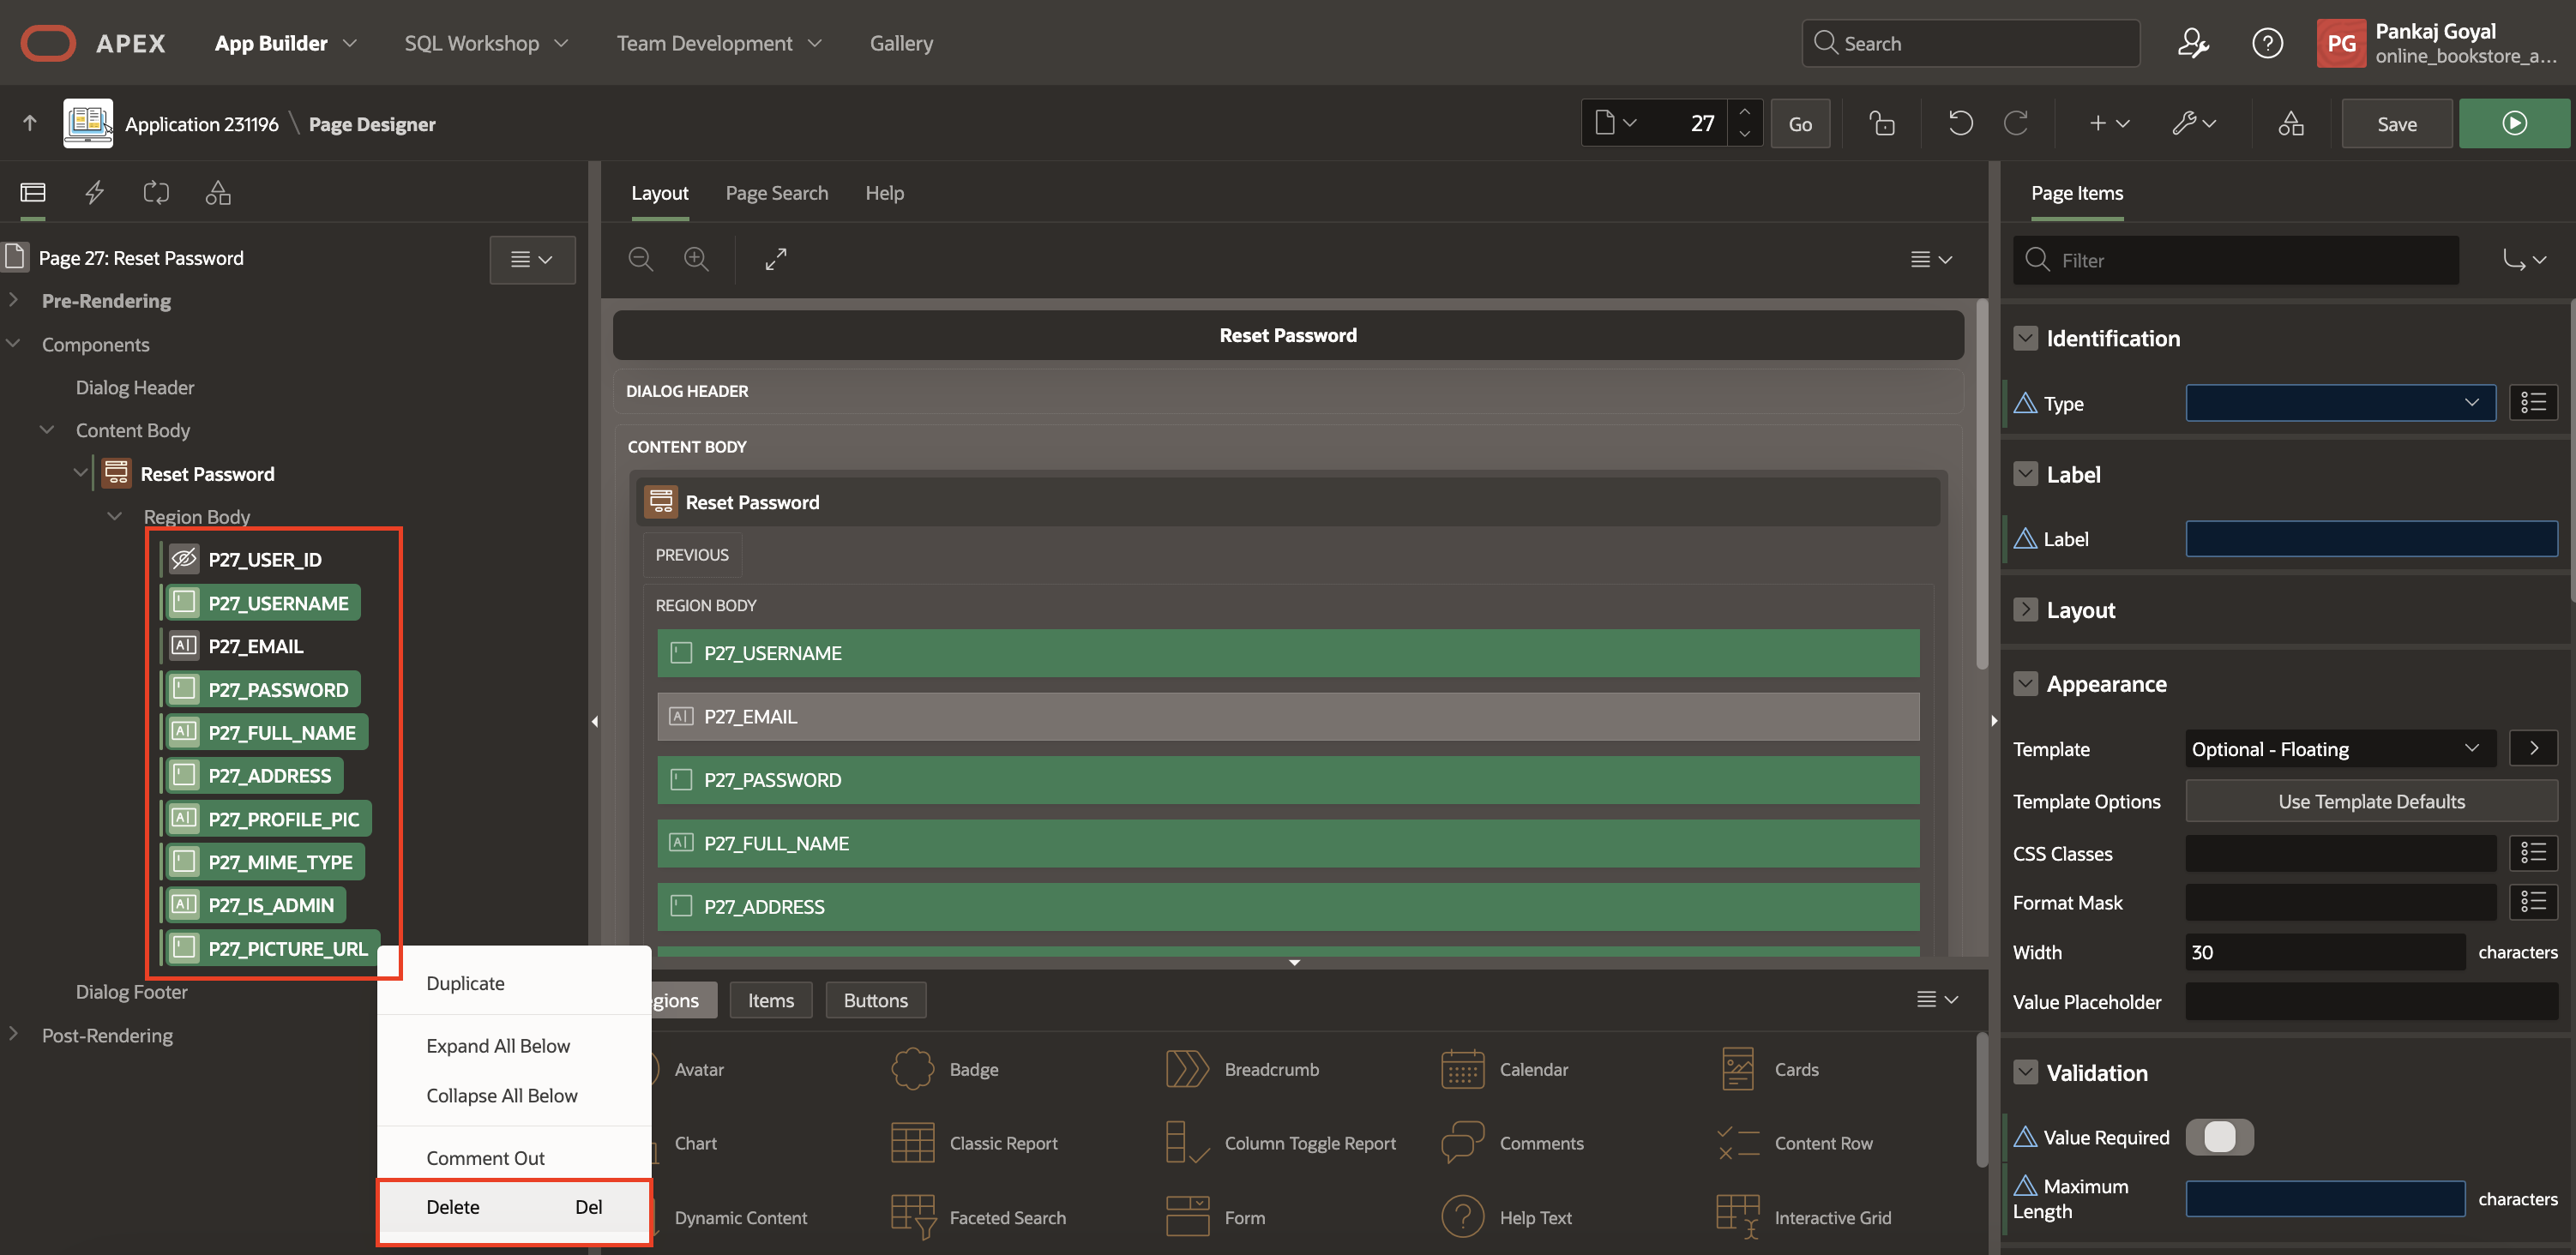 APEX
App Builder
SQL Workshop
Team Development
Gallery
Search
PG
Pankaj Goyal
online_bookstore_a...
Application 231196 \ Page Designer
27
Go
Save
Page 27: Reset Password
Pre-Rendering
Components
Dialog Header
Content Body
Reset Password
Region Body
P27_USER_ID
P27_USERNAME
P27_EMAIL
P27_PASSWORD
P27_FULL_NAME
P27_ADDRESS
P27_PROFILE_PIC
P27_MIME_TYPE
P27_IS_ADMIN
P27_PICTURE_URL
Dialog Footer
Post-Rendering
Duplicate
Expand All Below
Collapse All Below
Comment Out
Delete Del
Layout
Page Search
Help
Reset Password
DIALOG HEADER
CONTENT BODY
Reset Password
PREVIOUS
REGION BODY
P27_USERNAME
P27_EMAIL
P27_PASSWORD
P27_FULL_NAME
P27_ADDRESS
egions
Items
Buttons
Avatar
Badge
Breadcrumb
Calendar
Cards
Chart
Classic Report
Column Toggle Report
Comments
Content Row
Dynamic Content
Faceted Search
Form
Help Text
Interactive Grid
Page Items
Filter
Identification
Type
Label
Label
Layout
Appearance
Template
Optional - Floating
Template Options
Use Template Defaults
CSS Classes
Format Mask
Width
30
characters
Value Placeholder
Validation
Value Required
Maximum
Length
characters